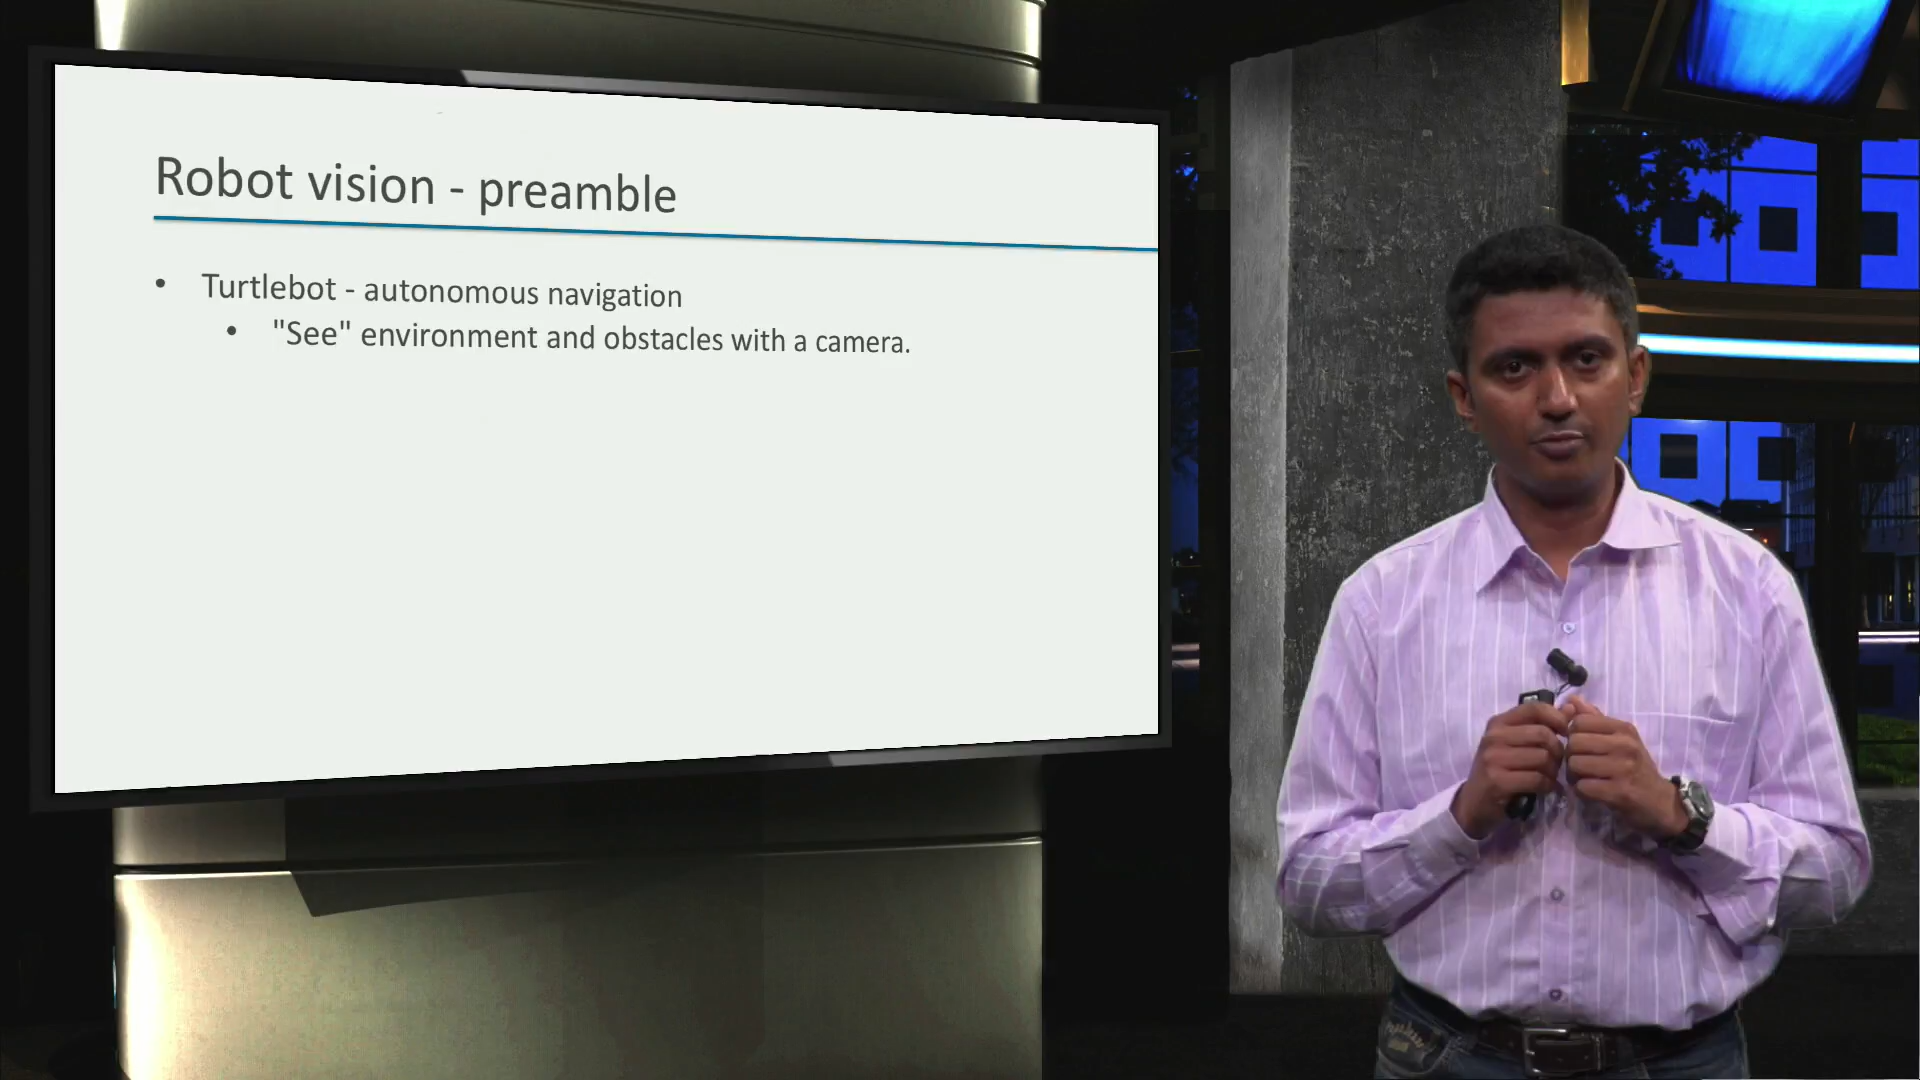 Robot vision - preamble
• Turtlebot - autonomous navigation
• "See" environment and obstacles with a camera.